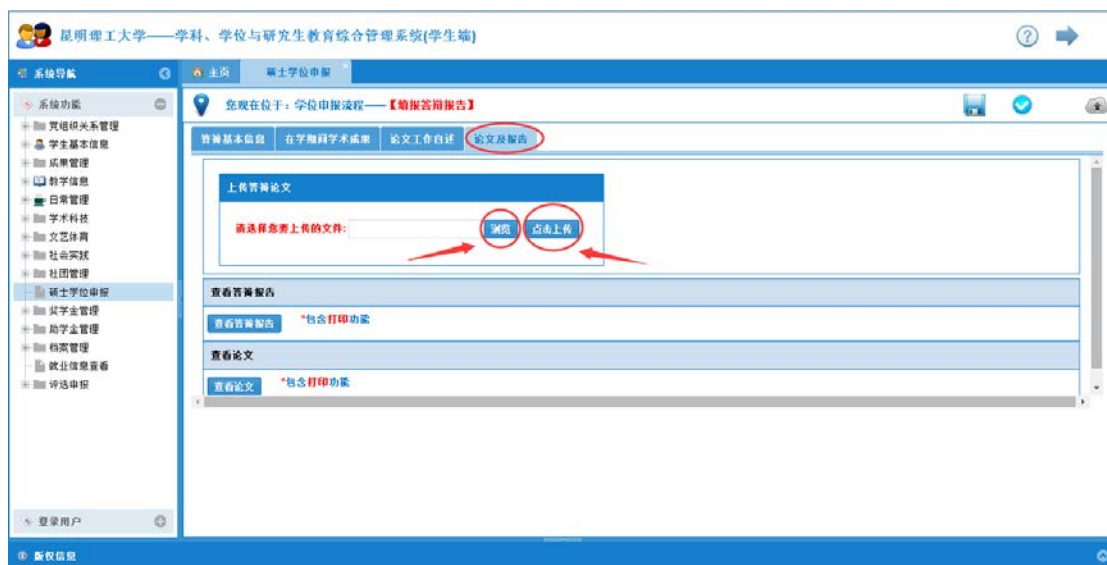 昆明理工大学——学科、学位与研究生教育综合管理系统(学生端)
系统导航
主页
硕士学位申报
系统功能
您现在位于：学位申报流程——【填报答辩报告】
党组织关系管理
学生基本信息
成果管理
教学信息
日常管理
学术科技
文艺体育
社会实践
社团管理
硕士学位申报
奖学金管理
助学金管理
档案管理
就业信息查看
评选申报
答辩基本信息
在学期间学术成果
论文工作自述
论文及报告
上传答辩论文
请选择您要上传的文件:
浏览
点击上传
查看答辩报告
查看答辩报告
*包含打印功能
查看论文
查看论文
*包含打印功能
登录用户
版权信息